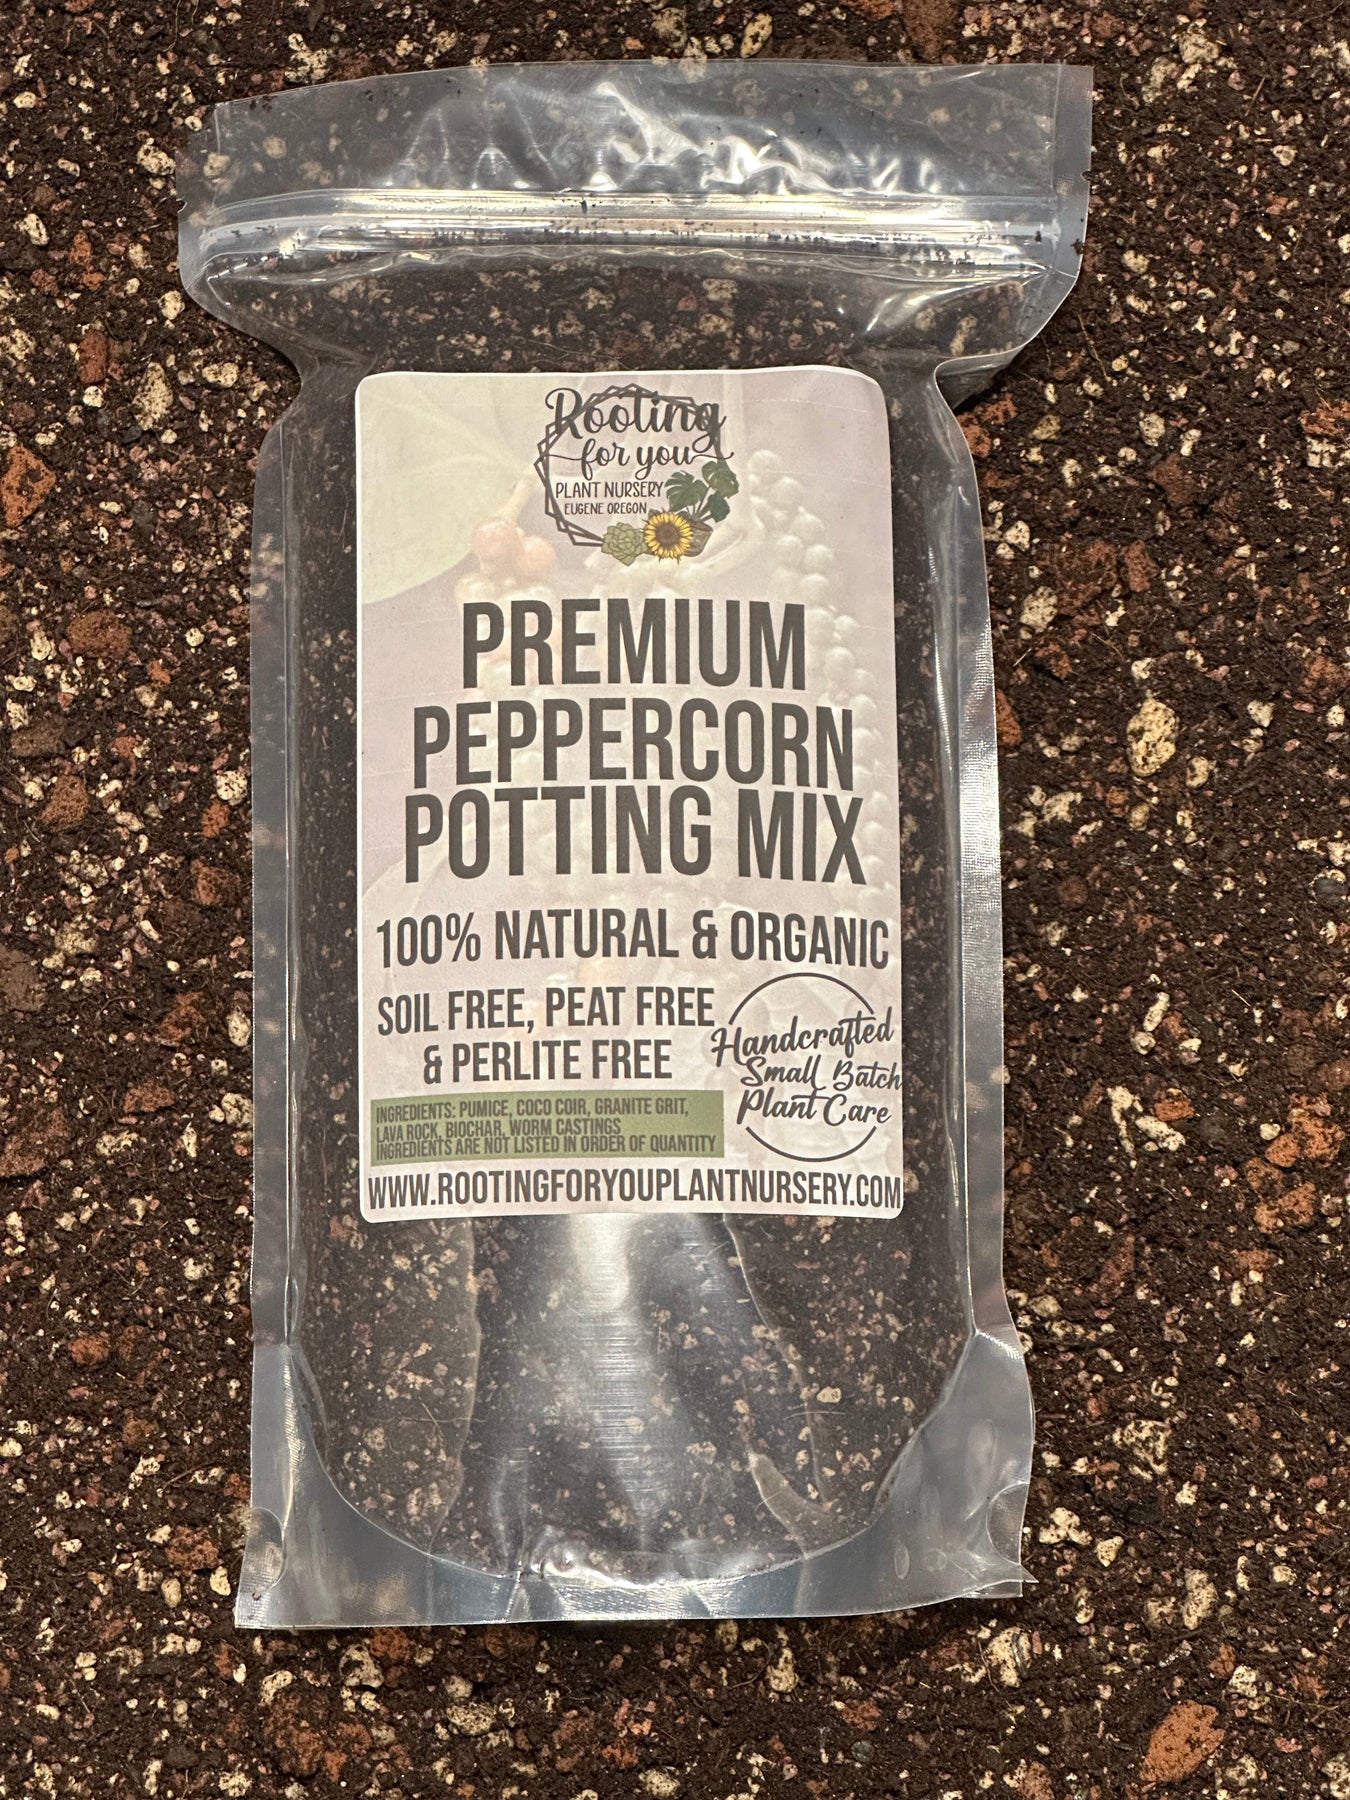 Rooting
for you
PLANT NURSERY
EUGENE OREGON
PREMIUM
PEPPERCORN
POTTING MIX
100% NATURAL & ORGANIC
SOIL FREE, PEAT FREE
& PERLITE FREE
Handcrafted
Small Batch
Plant Care
INGREDIENTS: PUMICE, COCO COIR, GRANITE GRIT,
LAVA ROCK, BIOCHAR, WORM CASTINGS
INGREDIENTS ARE NOT LISTED IN ORDER OF QUANTITY
WWW.ROOTINGFORYOUPLANTNURSERY.COM